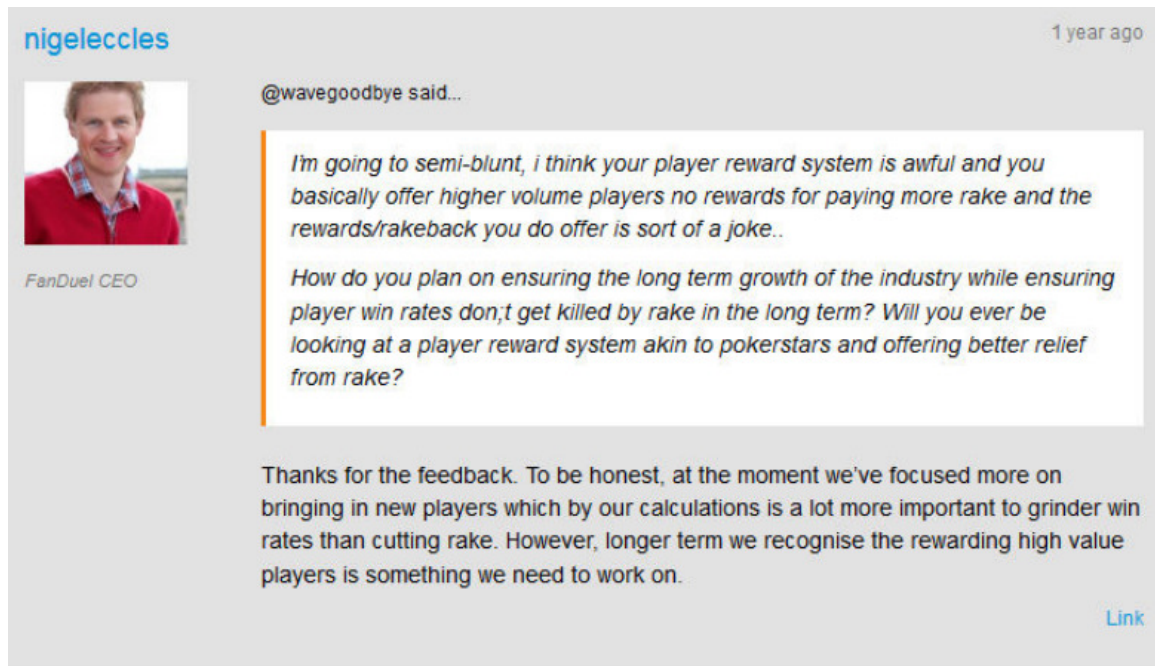 nigeleccles
1 year ago
FanDuel CEO
@wavegoodbye said...
I'm going to semi-blunt, i think your player reward system is awful and you
basically offer higher volume players no rewards for paying more rake and the
rewards/rakeback you do offer is sort of a joke..
How do you plan on ensuring the long term growth of the industry while ensuring
player win rates don;t get killed by rake in the long term? Will you ever be
looking at a player reward system akin to pokerstars and offering better relief
from rake?
Thanks for the feedback. To be honest, at the moment we've focused more on
bringing in new players which by our calculations is a lot more important to grinder win
rates than cutting rake. However, longer term we recognise the rewarding high value
players is something we need to work on.
Link